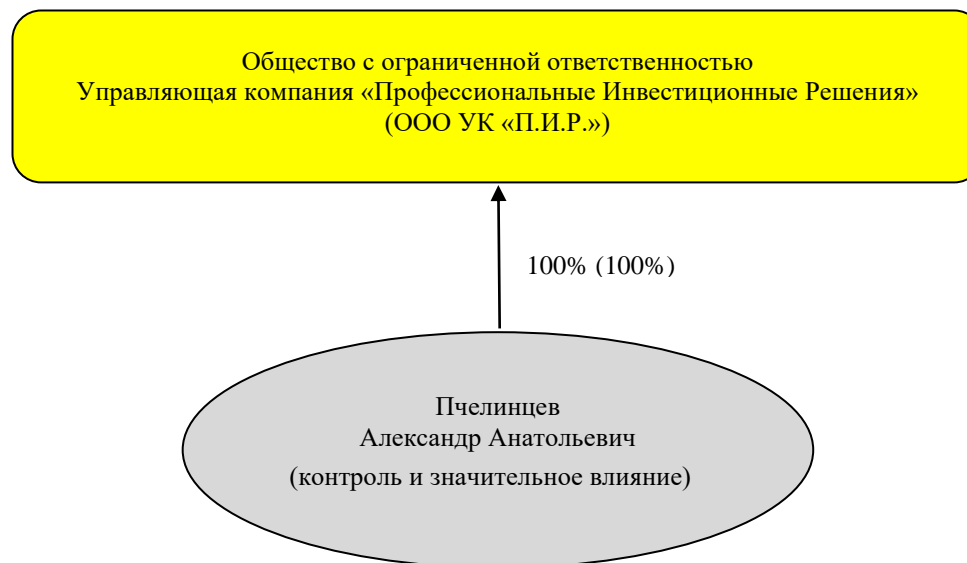 Общество с ограниченной ответственностью
Управляющая компания «Профессиональные Инвестиционные Решения»
(ООО УК «П.И.Р.»)
100% (100%)
Пчелинцев
Александр Анатольевич
(контроль и значительное влияние)